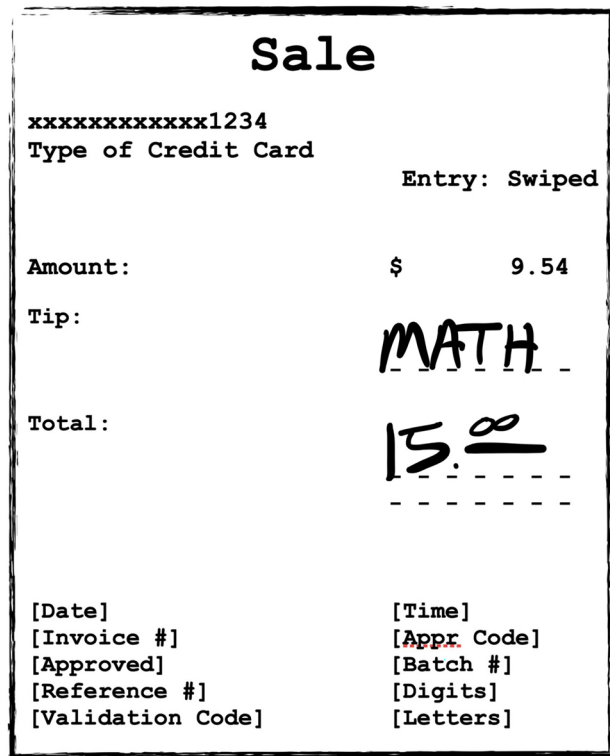 Sale
xxxxxxxxxxxx1234
Type of Credit Card
Entry: Swiped
Amount: $ 9.54
Tip: MATH
Total: 15.00
[Date] [Time]
[Invoice #] [Appr Code]
[Approved] [Batch #]
[Reference #] [Digits]
[Validation Code] [Letters]